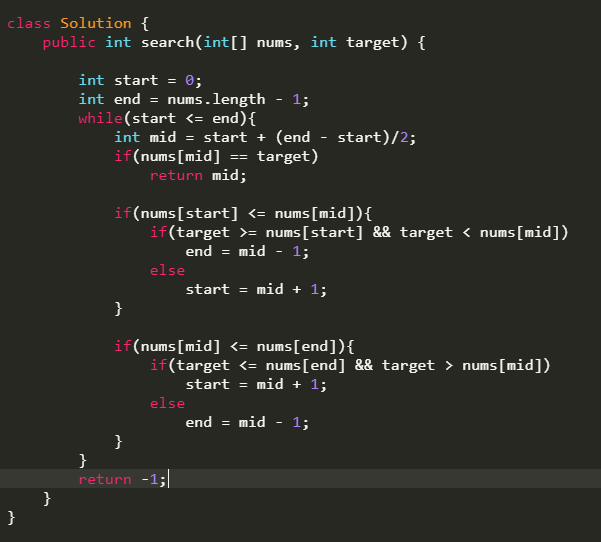 class Solution {
    public int search(int[] nums, int target) {

        int start = 0;
        int end = nums.length - 1;
        while(start <= end){
            int mid = start + (end - start)/2;
            if(nums[mid] == target)
                return mid;

            if(nums[start] <= nums[mid]){
                if(target >= nums[start] && target < nums[mid])
                    end = mid - 1;
                else
                    start = mid + 1;
            }

            if(nums[mid] <= nums[end]){
                if(target <= nums[end] && target > nums[mid])
                    start = mid + 1;
                else
                    end = mid - 1;
            }
        }
        return -1;
    }
}